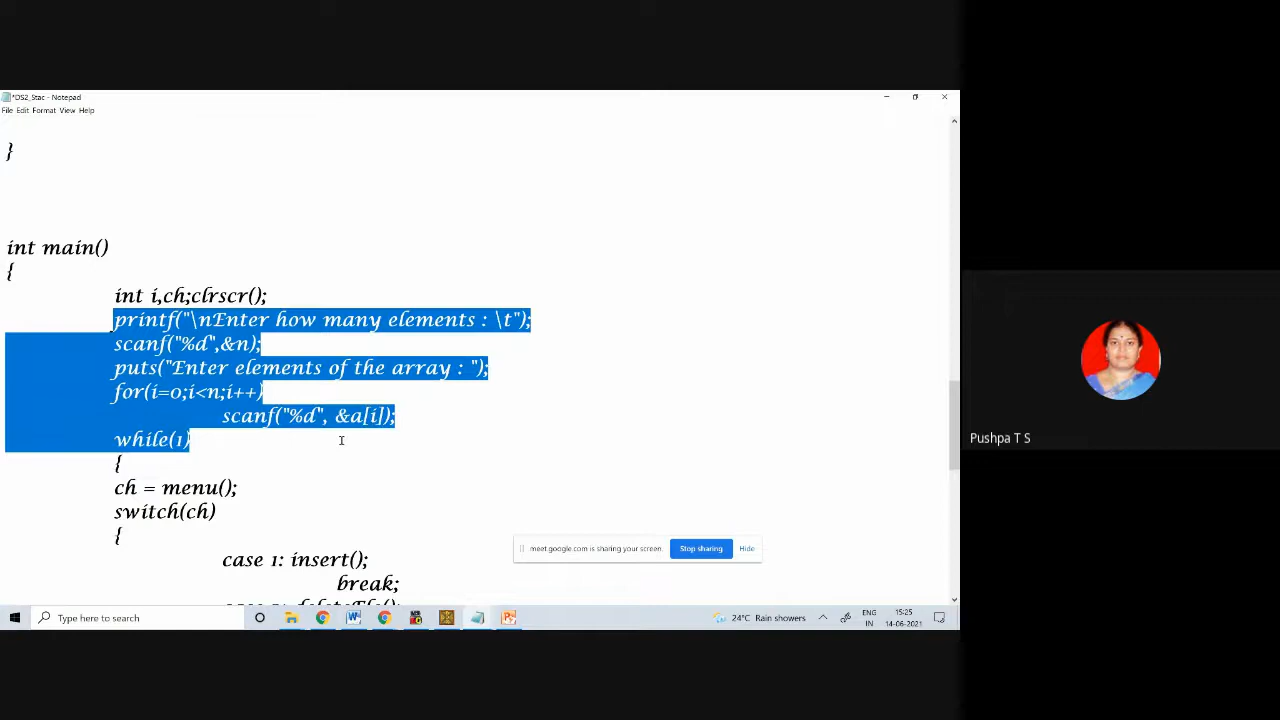 *DS2_Stac - Notepad
File Edit Format View Help
}
int main()
{
int i,ch;clrscr();
printf("\nEnter how many elements : \t");
scanf("%d",&n);
puts("Enter elements of the array : ");
for(i=0;i<n;i++)
scanf("%d", &a[i]);
while(1)
{
ch = menu();
switch(ch)
{
case 1: insert();
break;
meet.google.com is sharing your screen.
Stop sharing
Hide
Type here to search
24°C Rain showers
ENG
IN
15:25
14-06-2021
Pushpa T S